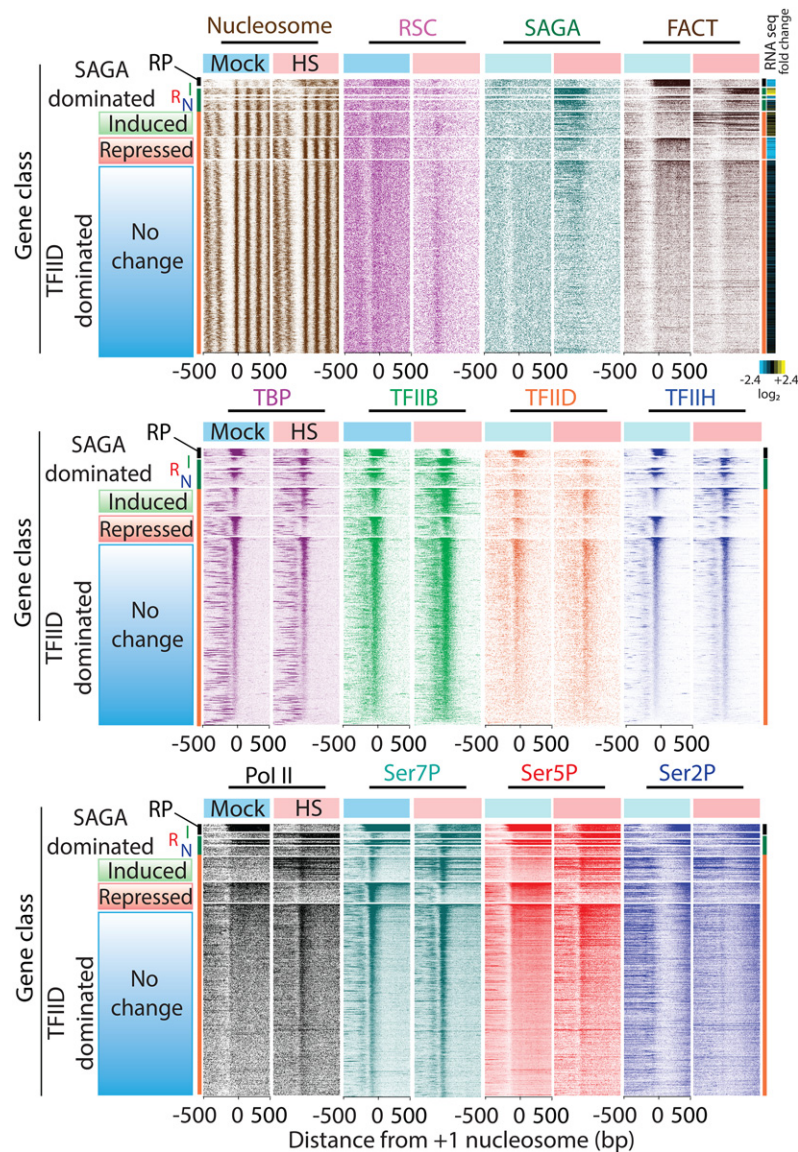 Nucleosome RSC SAGA FACT RNA seq fold change
RP Mock HS
SAGA dominated R I N
Induced
Repressed
No change
Gene class
TFIID dominated
-500 0 500 -500 0 500 -500 0 500 -500 0 500
-2.4 +2.4
log₂
TBP TFIIB TFIID TFIIH
RP Mock HS
SAGA dominated R I N
Induced
Repressed
No change
Gene class
TFIID dominated
-500 0 500 -500 0 500 -500 0 500 -500 0 500
Pol II Ser7P Ser5P Ser2P
RP Mock HS
SAGA dominated R I N
Induced
Repressed
No change
Gene class
TFIID dominated
-500 0 500 -500 0 500 -500 0 500 -500 0 500
Distance from +1 nucleosome (bp)